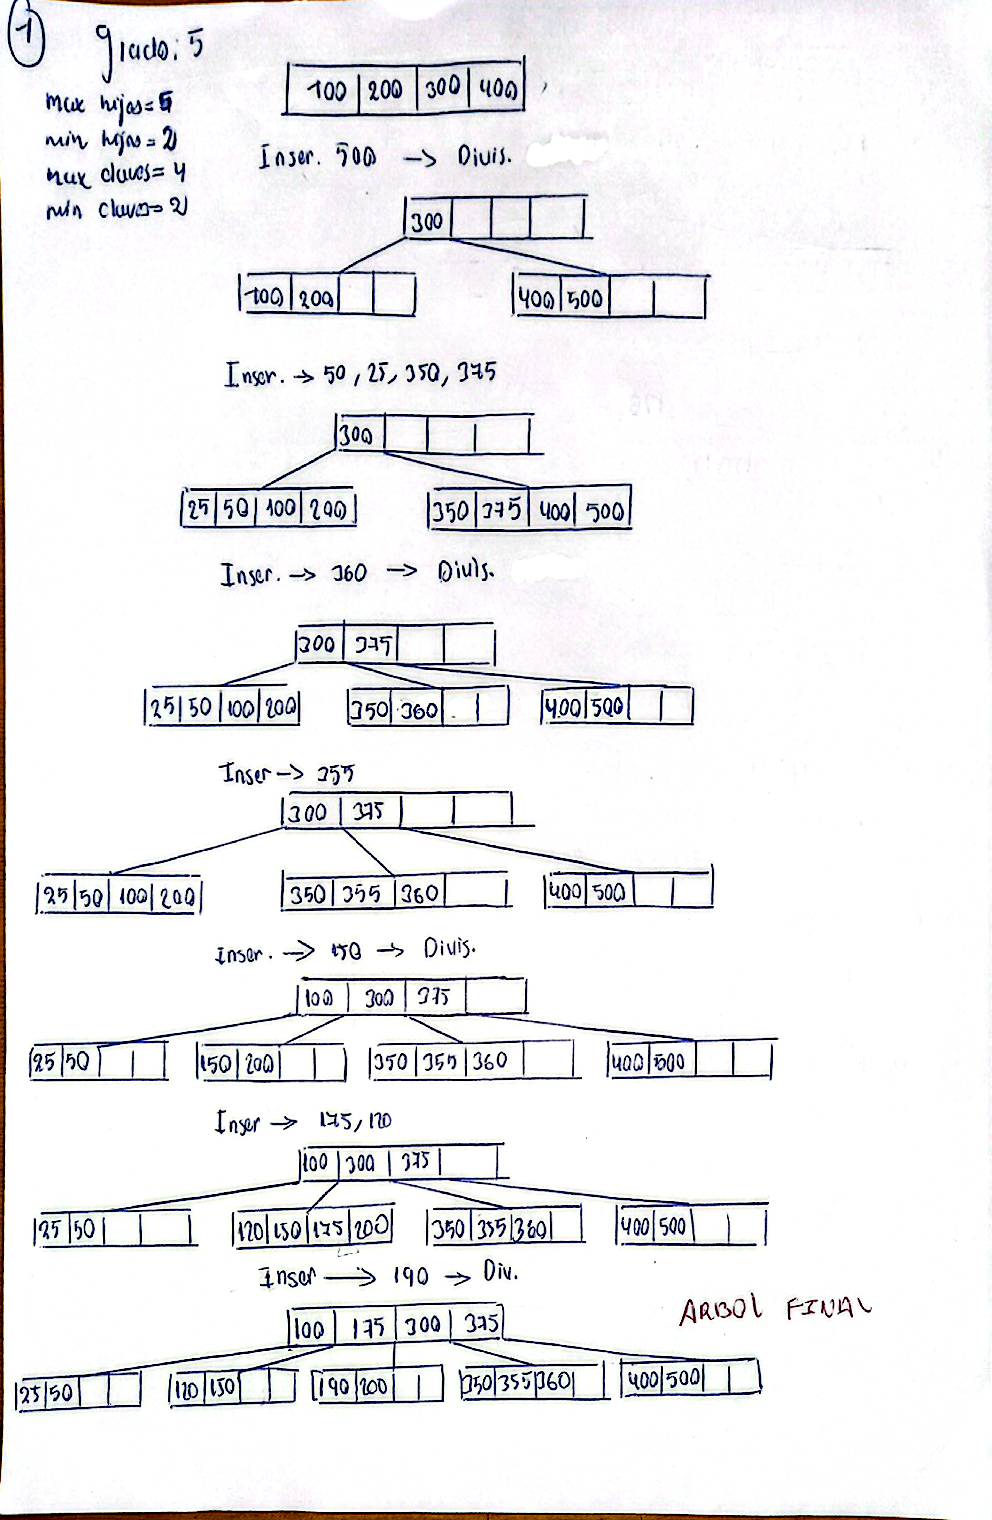 1
Grado: 5
max hijos = 5
min hijos = 2
max claves = 4
min claves = 2
100 200 300 400
Inser. 500 -> Divis.
300
100 200
400 500
Inser. -> 50, 25, 350, 375
300
25 50 100 200
350 375 400 500
Inser. -> 360 -> Divis.
300 375
25 50 100 200
350 360
400 500
Inser -> 355
300 375
25 50 100 200
350 355 360
400 500
Inser. -> 150 -> Divis.
100 300 375
25 50
150 200
350 355 360
400 500
Inser -> 175, 120
100 300 375
25 50
120 150 175 200
350 355 360
400 500
Inser -> 190 -> Div.
ARBOL FINAL
100 175 300 375
25 50
120 150
190 200
350 355 360
400 500